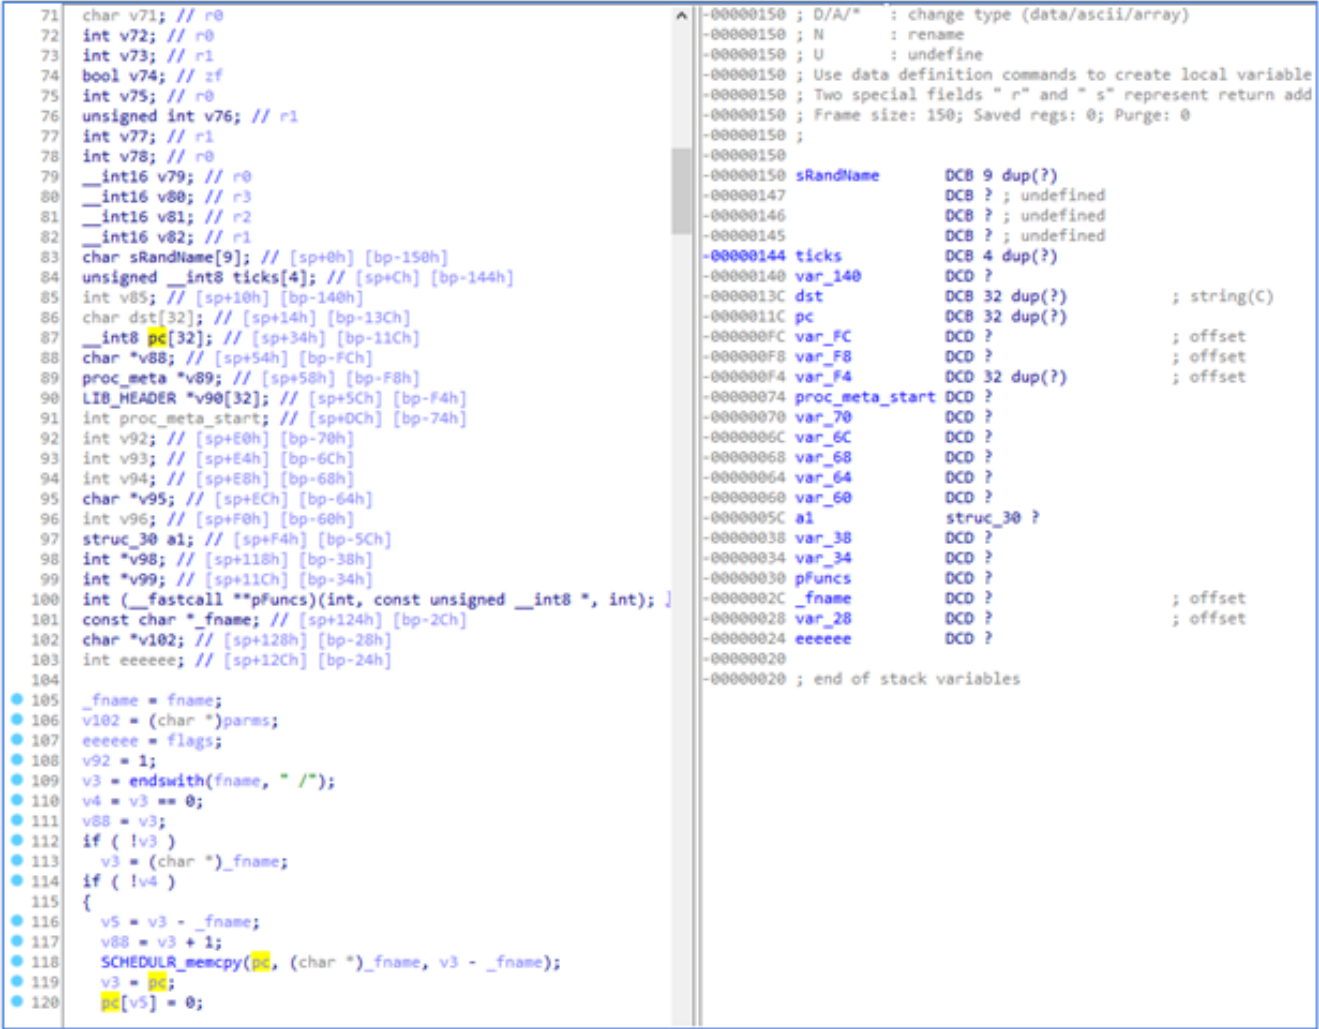 71 char v71; // r0
72 int v72; // r0
73 int v73; // r1
74 bool v74; // zf
75 int v75; // r0
76 unsigned int v76; // r1
77 int v77; // r1
78 int v78; // r0
79 __int16 v79; // r0
80 __int16 v80; // r3
81 __int16 v81; // r2
82 __int16 v82; // r1
83 char sRandName[9]; // [sp+0h] [bp-150h]
84 unsigned __int8 ticks[4]; // [sp+Ch] [bp-144h]
85 int v85; // [sp+10h] [bp-140h]
86 char dst[32]; // [sp+14h] [bp-13Ch]
87 __int8 pc[32]; // [sp+34h] [bp-11Ch]
88 char *v88; // [sp+54h] [bp-FCh]
89 proc_meta *v89; // [sp+58h] [bp-F8h]
90 LIB_HEADER *v90[32]; // [sp+5Ch] [bp-F4h]
91 int proc_meta_start; // [sp+DCh] [bp-74h]
92 int v92; // [sp+E0h] [bp-70h]
93 int v93; // [sp+E4h] [bp-6Ch]
94 int v94; // [sp+E8h] [bp-68h]
95 char *v95; // [sp+ECh] [bp-64h]
96 int v96; // [sp+F0h] [bp-60h]
97 struc_30 a1; // [sp+F4h] [bp-5Ch]
98 int *v98; // [sp+118h] [bp-38h]
99 int *v99; // [sp+11Ch] [bp-34h]
100 int (__fastcall **pFuncs)(int, const unsigned __int8 *, int);
101 const char *_fname; // [sp+124h] [bp-2Ch]
102 char *v102; // [sp+128h] [bp-28h]
103 int eeeeee; // [sp+12Ch] [bp-24h]
104
105 _fname = fname;
106 v102 = (char *)parms;
107 eeeeee = flags;
108 v92 = 1;
109 v3 = endswith(fname, " /");
110 v4 = v3 == 0;
111 v88 = v3;
112 if ( !v3 )
113 v3 = (char *)_fname;
114 if ( !v4 )
115 {
116 v5 = v3 - _fname;
117 v88 = v3 + 1;
118 SCHEDULR_memcpy(pc, (char *)_fname, v3 - _fname);
119 v3 = pc;
120 pc[v5] = 0;
-00000150 ; D/A/* : change type (data/ascii/array)
-00000150 ; N : rename
-00000150 ; U : undefine
-00000150 ; Use data definition commands to create local variable
-00000150 ; Two special fields " r" and " s" represent return add
-00000150 ; Frame size: 150; Saved regs: 0; Purge: 0
-00000150 ;
-00000150
-00000150 sRandName DCB 9 dup(?)
-00000147 DCB ? ; undefined
-00000146 DCB ? ; undefined
-00000145 DCB ? ; undefined
-00000144 ticks DCB 4 dup(?)
-00000140 var_140 DCD ?
-0000013C dst DCB 32 dup(?) ; string(C)
-0000011C pc DCB 32 dup(?)
-000000FC var_FC DCD ? ; offset
-000000F8 var_F8 DCD ? ; offset
-000000F4 var_F4 DCD 32 dup(?) ; offset
-00000074 proc_meta_start DCD ?
-00000070 var_70 DCD ?
-0000006C var_6C DCD ?
-00000068 var_68 DCD ?
-00000064 var_64 DCD ?
-00000060 var_60 DCD ?
-0000005C a1 struc_30 ?
-00000038 var_38 DCD ?
-00000034 var_34 DCD ?
-00000030 pFuncs DCD ?
-0000002C _fname DCD ? ; offset
-00000028 var_28 DCD ? ; offset
-00000024 eeeeee DCD ?
-00000020
-00000020 ; end of stack variables